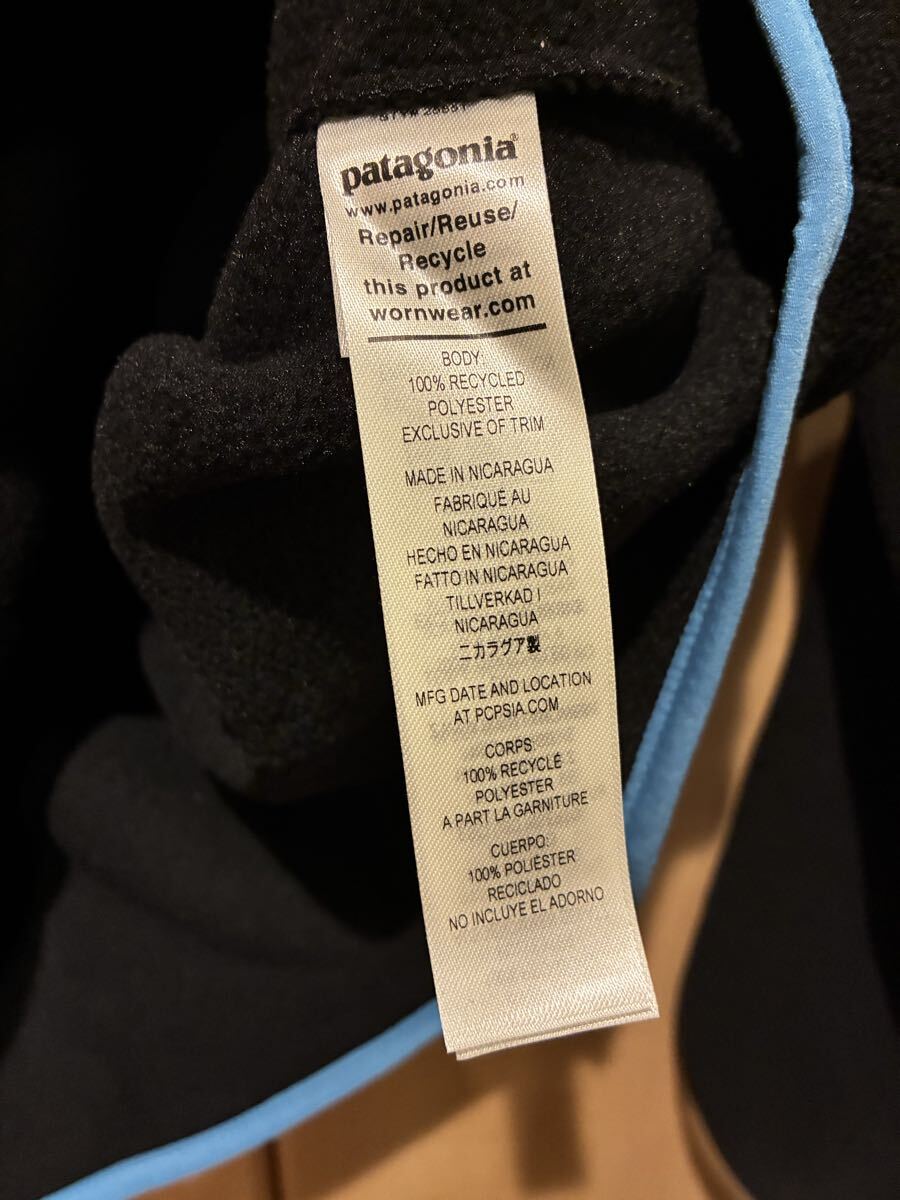 patagonia®
www.patagonia.com
Repair/Reuse/
Recycle
this product at
wornwear.com
BODY:
100% RECYCLED
POLYESTER
EXCLUSIVE OF TRIM
MADE IN NICARAGUA
FABRIQUÉ AU
NICARAGUA
HECHO EN NICARAGUA
FATTO IN NICARAGUA
TILLVERKAD I
NICARAGUA
ニカラグア製
MFG DATE AND LOCATION
AT PCPSIA.COM
CORPS:
100% RECYCLÉ
POLYESTER
A PART LA GARNITURE
CUERPO:
100% POLIÉSTER
RECICLADO
NO INCLUYE EL ADORNO